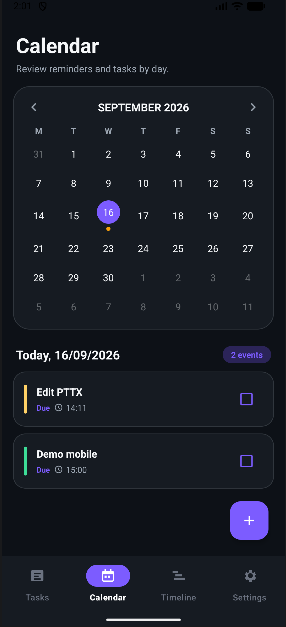 2:01
Calendar
Review reminders and tasks by day.
SEPTEMBER 2026
M T W T F S S
31 1 2 3 4 5 6
7 8 9 10 11 12 13
14 15 16 17 18 19 20
21 22 23 24 25 26 27
28 29 30 1 2 3 4
5 6 7 8 9 10 11
Today, 16/09/2026 2 events
Edit PTTX
Due 14:11
Demo mobile
Due 15:00
+
Tasks Calendar Timeline Settings